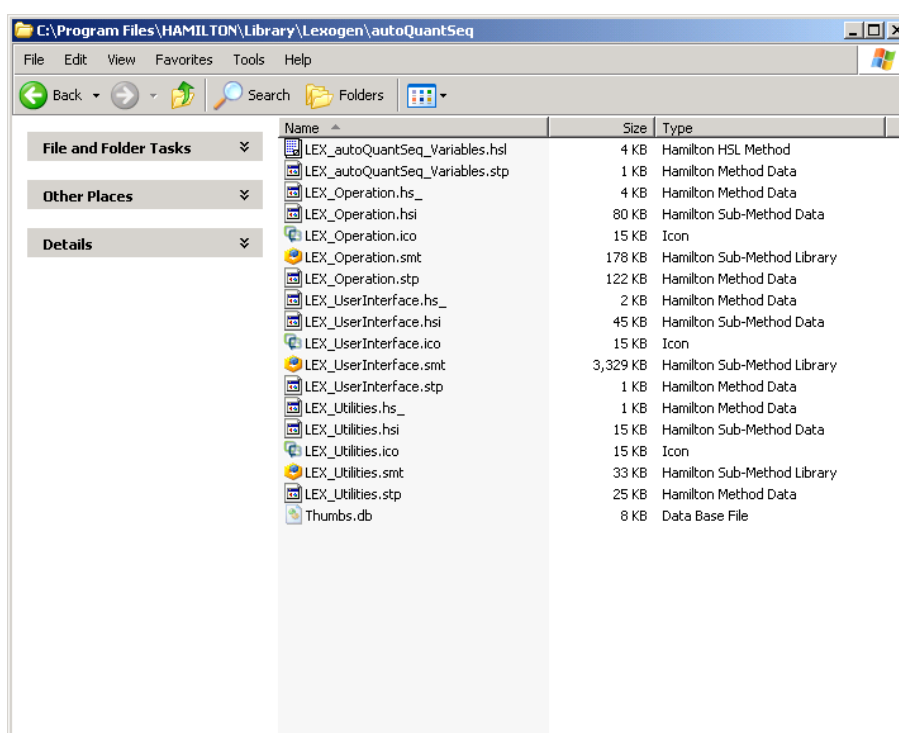 C:\Program Files\HAMILTON\Library\Lexogen\autoQuantSeq
File Edit View Favorites Tools Help
Back Search Folders
File and Folder Tasks
Other Places
Details
Name Size Type
LEX_autoQuantSeq_Variables.hsl 4 KB Hamilton HSL Method
LEX_autoQuantSeq_Variables.stp 1 KB Hamilton Method Data
LEX_Operation.hs_ 4 KB Hamilton Method Data
LEX_Operation.hsi 80 KB Hamilton Sub-Method Data
LEX_Operation.ico 15 KB Icon
LEX_Operation.smt 178 KB Hamilton Sub-Method Library
LEX_Operation.stp 122 KB Hamilton Method Data
LEX_UserInterface.hs_ 2 KB Hamilton Method Data
LEX_UserInterface.hsi 45 KB Hamilton Sub-Method Data
LEX_UserInterface.ico 15 KB Icon
LEX_UserInterface.smt 3,329 KB Hamilton Sub-Method Library
LEX_UserInterface.stp 1 KB Hamilton Method Data
LEX_Utilities.hs_ 1 KB Hamilton Method Data
LEX_Utilities.hsi 15 KB Hamilton Sub-Method Data
LEX_Utilities.ico 15 KB Icon
LEX_Utilities.smt 33 KB Hamilton Sub-Method Library
LEX_Utilities.stp 25 KB Hamilton Method Data
Thumbs.db 8 KB Data Base File